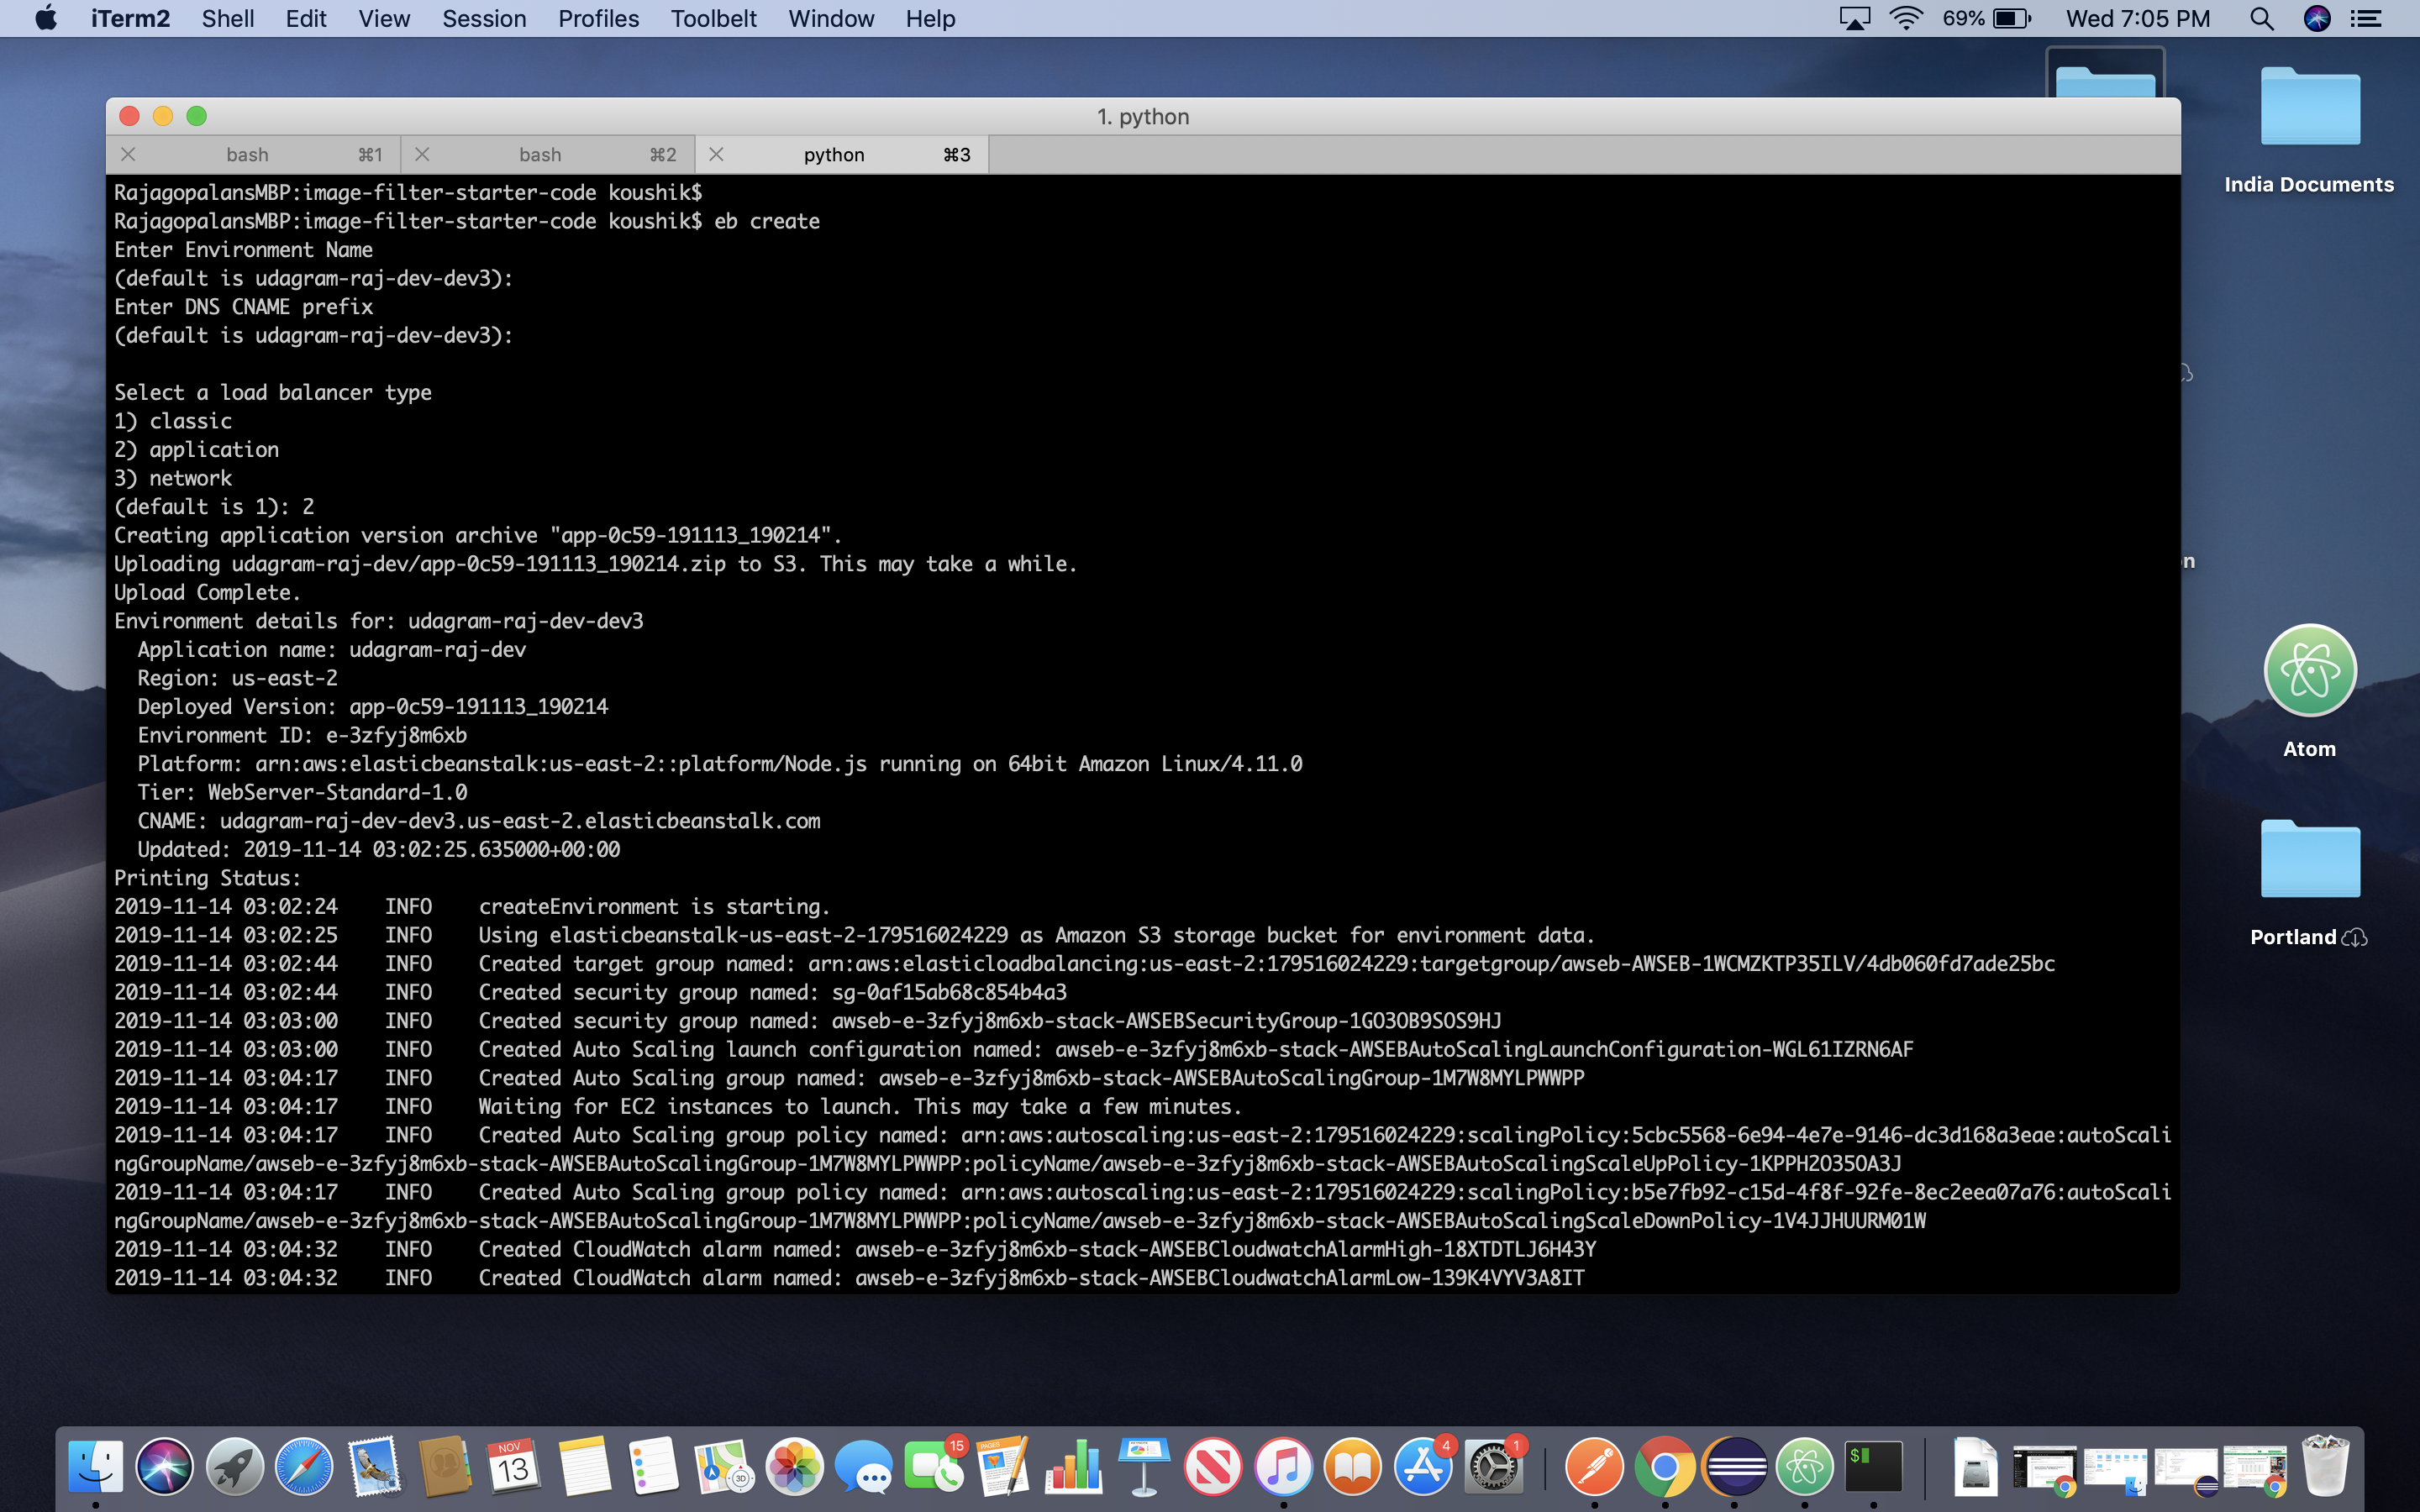 iTerm2 Shell Edit View Session Profiles Toolbelt Window Help 69% Wed 7:05 PM
1. python
bash ⌘1 bash ⌘2 python ⌘3
RajagopalansMBP:image-filter-starter-code koushik$
RajagopalansMBP:image-filter-starter-code koushik$ eb create
Enter Environment Name
(default is udagram-raj-dev-dev3):
Enter DNS CNAME prefix
(default is udagram-raj-dev-dev3):
Select a load balancer type
1) classic
2) application
3) network
(default is 1): 2
Creating application version archive "app-0c59-191113_190214".
Uploading udagram-raj-dev/app-0c59-191113_190214.zip to S3. This may take a while.
Upload Complete.
Environment details for: udagram-raj-dev-dev3
Application name: udagram-raj-dev
Region: us-east-2
Deployed Version: app-0c59-191113_190214
Environment ID: e-3zfyj8m6xb
Platform: arn:aws:elasticbeanstalk:us-east-2::platform/Node.js running on 64bit Amazon Linux/4.11.0
Tier: WebServer-Standard-1.0
CNAME: udagram-raj-dev-dev3.us-east-2.elasticbeanstalk.com
Updated: 2019-11-14 03:02:25.635000+00:00
Printing Status:
2019-11-14 03:02:24 INFO createEnvironment is starting.
2019-11-14 03:02:25 INFO Using elasticbeanstalk-us-east-2-179516024229 as Amazon S3 storage bucket for environment data.
2019-11-14 03:02:44 INFO Created target group named: arn:aws:elasticloadbalancing:us-east-2:179516024229:targetgroup/awseb-AWSEB-1WCMZKTP35ILV/4db060fd7ade25bc
2019-11-14 03:02:44 INFO Created security group named: sg-0af15ab68c854b4a3
2019-11-14 03:03:00 INFO Created security group named: awseb-e-3zfyj8m6xb-stack-AWSEBSecurityGroup-1GO3OB9SOS9HJ
2019-11-14 03:03:00 INFO Created Auto Scaling launch configuration named: awseb-e-3zfyj8m6xb-stack-AWSEBAutoScalingLaunchConfiguration-WGL61IZRN6AF
2019-11-14 03:04:17 INFO Created Auto Scaling group named: awseb-e-3zfyj8m6xb-stack-AWSEBAutoScalingGroup-1M7W8MYLPWWPP
2019-11-14 03:04:17 INFO Waiting for EC2 instances to launch. This may take a few minutes.
2019-11-14 03:04:17 INFO Created Auto Scaling group policy named: arn:aws:autoscaling:us-east-2:179516024229:scalingPolicy:5cbc5568-6e94-4e7e-9146-dc3d168a3eae:autoScali
ngGroupName/awseb-e-3zfyj8m6xb-stack-AWSEBAutoScalingGroup-1M7W8MYLPWWPP:policyName/awseb-e-3zfyj8m6xb-stack-AWSEBAutoScalingScaleUpPolicy-1KPPH2O35OA3J
2019-11-14 03:04:17 INFO Created Auto Scaling group policy named: arn:aws:autoscaling:us-east-2:179516024229:scalingPolicy:b5e7fb92-c15d-4f8f-92fe-8ec2eea07a76:autoScali
ngGroupName/awseb-e-3zfyj8m6xb-stack-AWSEBAutoScalingGroup-1M7W8MYLPWWPP:policyName/awseb-e-3zfyj8m6xb-stack-AWSEBAutoScalingScaleDownPolicy-1V4JJHUURM01W
2019-11-14 03:04:32 INFO Created CloudWatch alarm named: awseb-e-3zfyj8m6xb-stack-AWSEBCloudwatchAlarmHigh-18XTDTLJ6H43Y
2019-11-14 03:04:32 INFO Created CloudWatch alarm named: awseb-e-3zfyj8m6xb-stack-AWSEBCloudwatchAlarmLow-139K4VYV3A8IT
India Documents
Atom
Portland
NOV
13
3D
15
PAGES
4
1
$